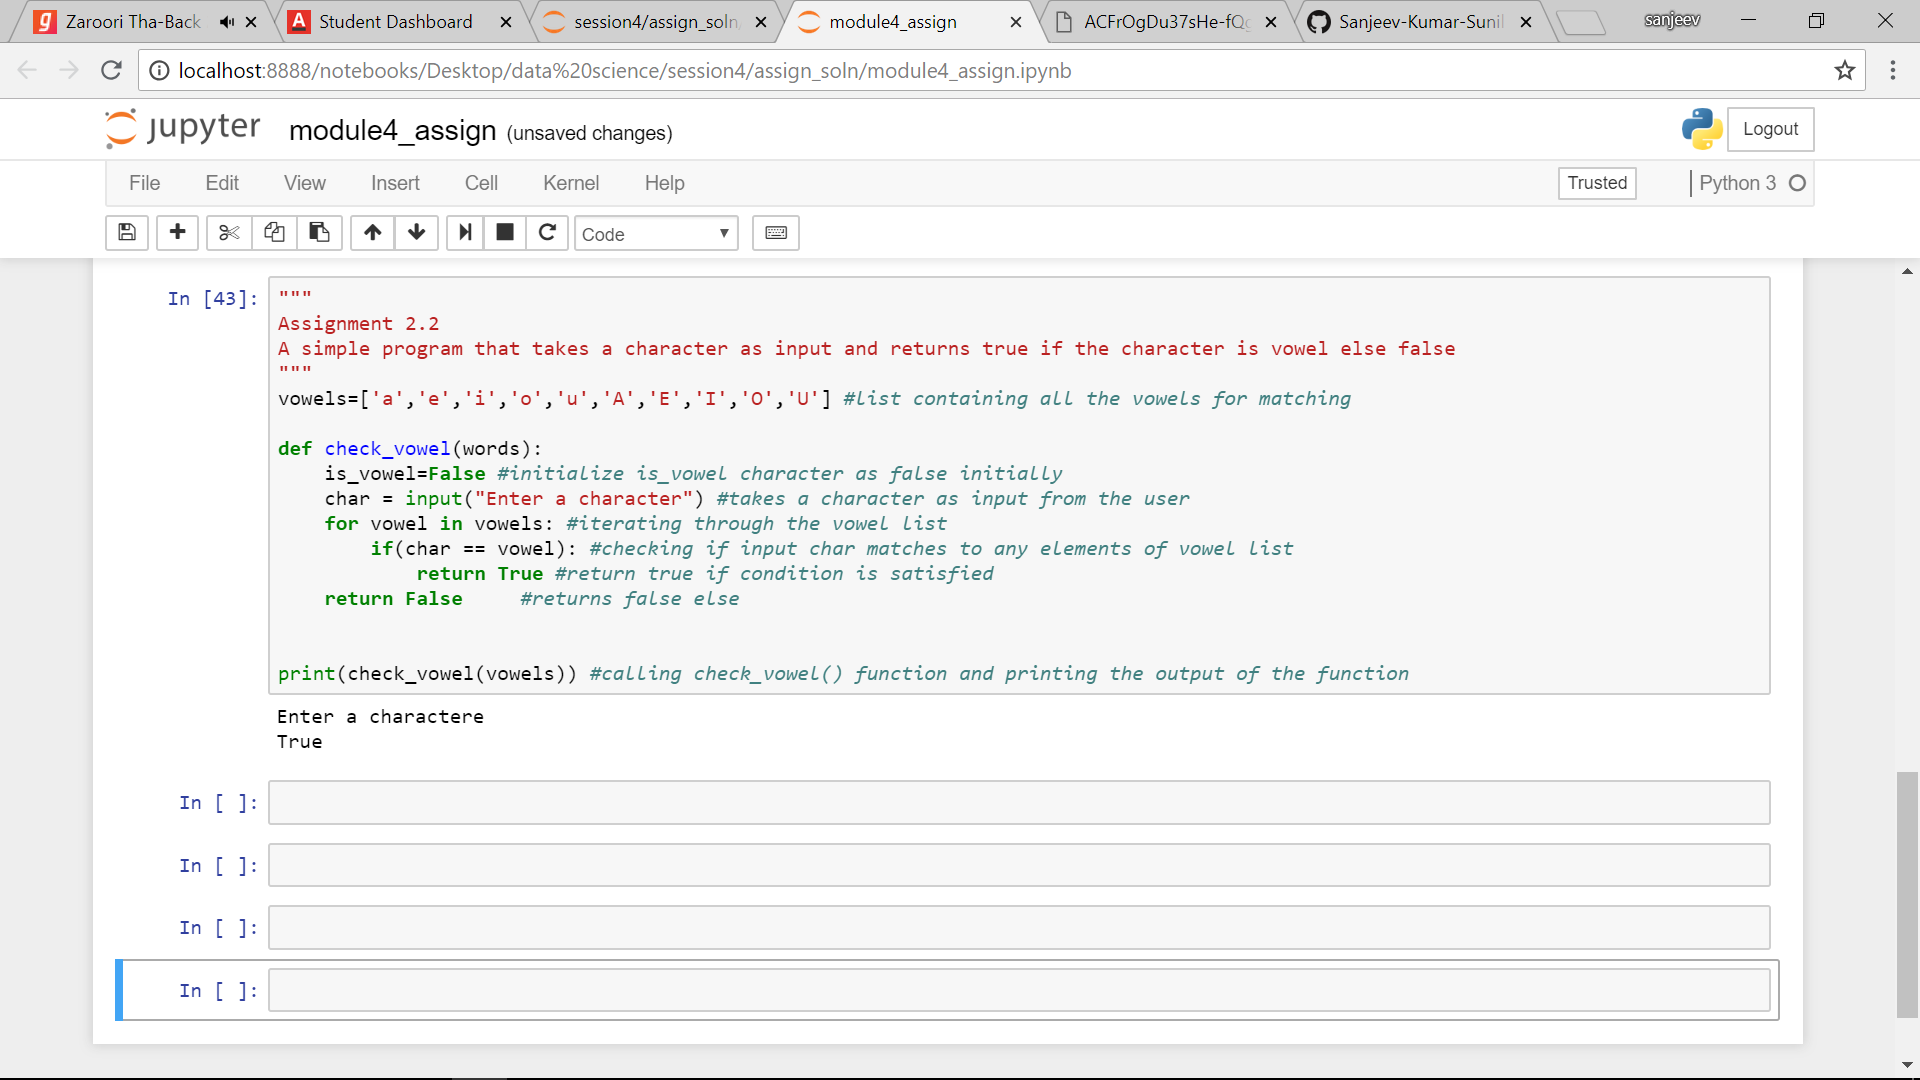 Zaroori Tha-Back
Student Dashboard
session4/assign_soln
module4_assign
ACFrOgDu37sHe-fQ
Sanjeev-Kumar-Sunil
sanjeev
localhost:8888/notebooks/Desktop/data%20science/session4/assign_soln/module4_assign.ipynb
jupyter module4_assign (unsaved changes)
Logout
File Edit View Insert Cell Kernel Help
Trusted Python 3
Code
In [43]:
"""
Assignment 2.2
A simple program that takes a character as input and returns true if the character is vowel else false
"""
vowels=['a','e','i','o','u','A','E','I','O','U'] #list containing all the vowels for matching
def check_vowel(words):
    is_vowel=False #initialize is_vowel character as false initially
    char = input("Enter a character") #takes a character as input from the user
    for vowel in vowels: #iterating through the vowel list
        if(char == vowel): #checking if input char matches to any elements of vowel list
            return True #return true if condition is satisfied
    return False     #returns false else
print(check_vowel(vowels)) #calling check_vowel() function and printing the output of the function
Enter a charactere
True
In [ ]:
In [ ]:
In [ ]:
In [ ]: